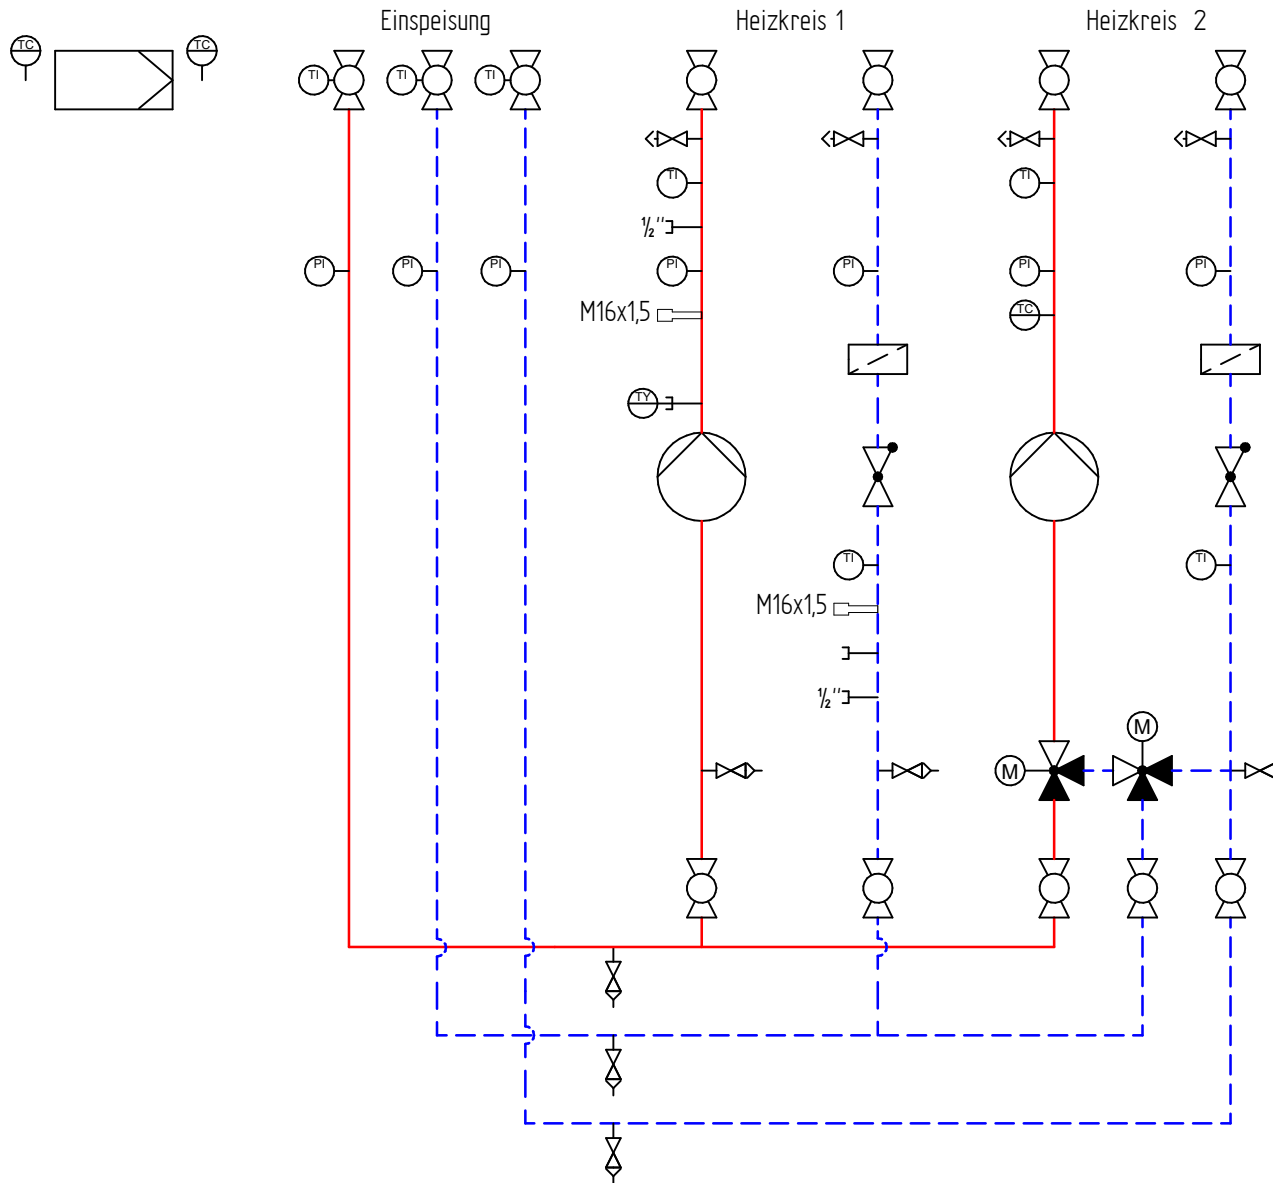 Einspeisung Heizkreis 1 Heizkreis 2
TC TC
TI TI TI
TI TI
½"
PI PI PI PI PI PI PI
M16x1,5 TC
TY
TI TI
M16x1,5
½"
M
M